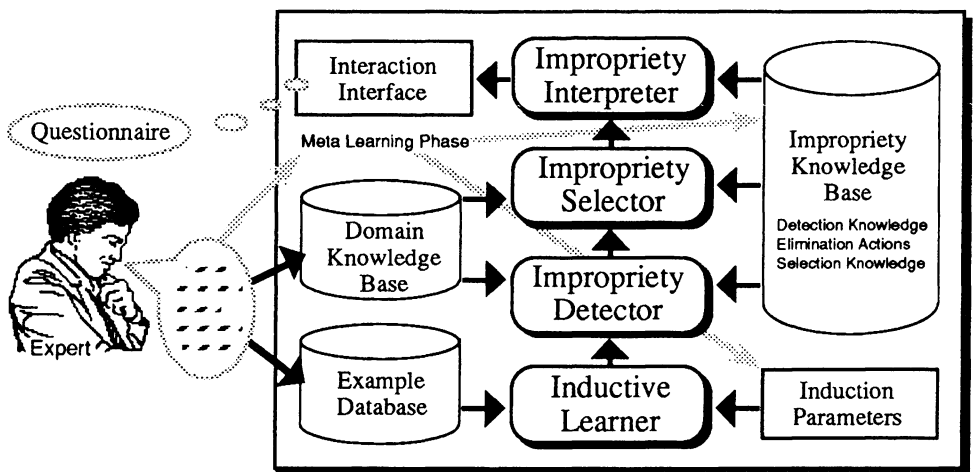 Interaction
Interface
Impropriety
Interpreter
Questionnaire
Meta Learning Phase
Impropriety
Selector
Impropriety
Knowledge
Base
Detection Knowledge
Elimination Actions
Selection Knowledge
Domain
Knowledge
Base
Impropriety
Detector
Expert
Example
Database
Inductive
Learner
Induction
Parameters